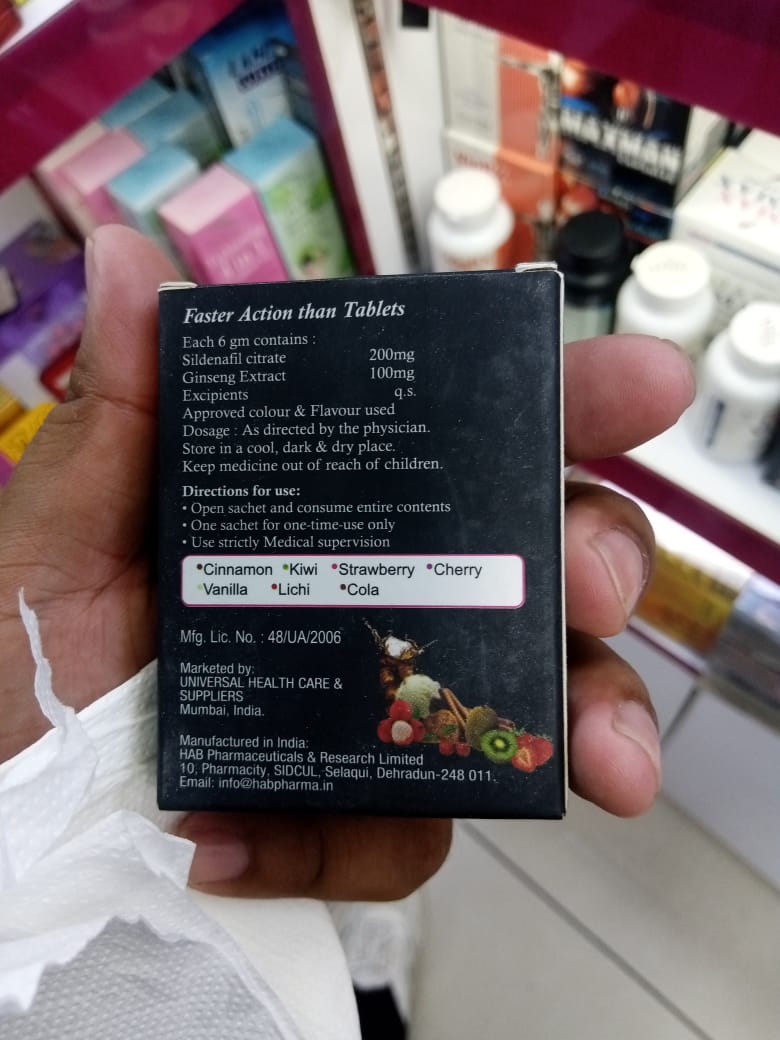 Faster Action than Tablets
Each 6 gm contains :
Sildenafil citrate 200mg
Ginseng Extract 100mg
Excipients q.s.
Approved colour & Flavour used
Dosage : As directed by the physician.
Store in a cool, dark & dry place.
Keep medicine out of reach of children.
Directions for use:
• Open sachet and consume entire contents
• One sachet for one-time-use only
• Use strictly Medical supervision
•Cinnamon •Kiwi •Strawberry •Cherry
•Vanilla •Lichi •Cola
Mfg. Lic. No. : 48/UA/2006
Marketed by:
UNIVERSAL HEALTH CARE &
SUPPLIERS
Mumbai, India.
Manufactured in India:
HAB Pharmaceuticals & Research Limited
10, Pharmacity, SIDCUL, Selaqui, Dehradun-248 011.
Email: info@habpharma.in
MAXMAN